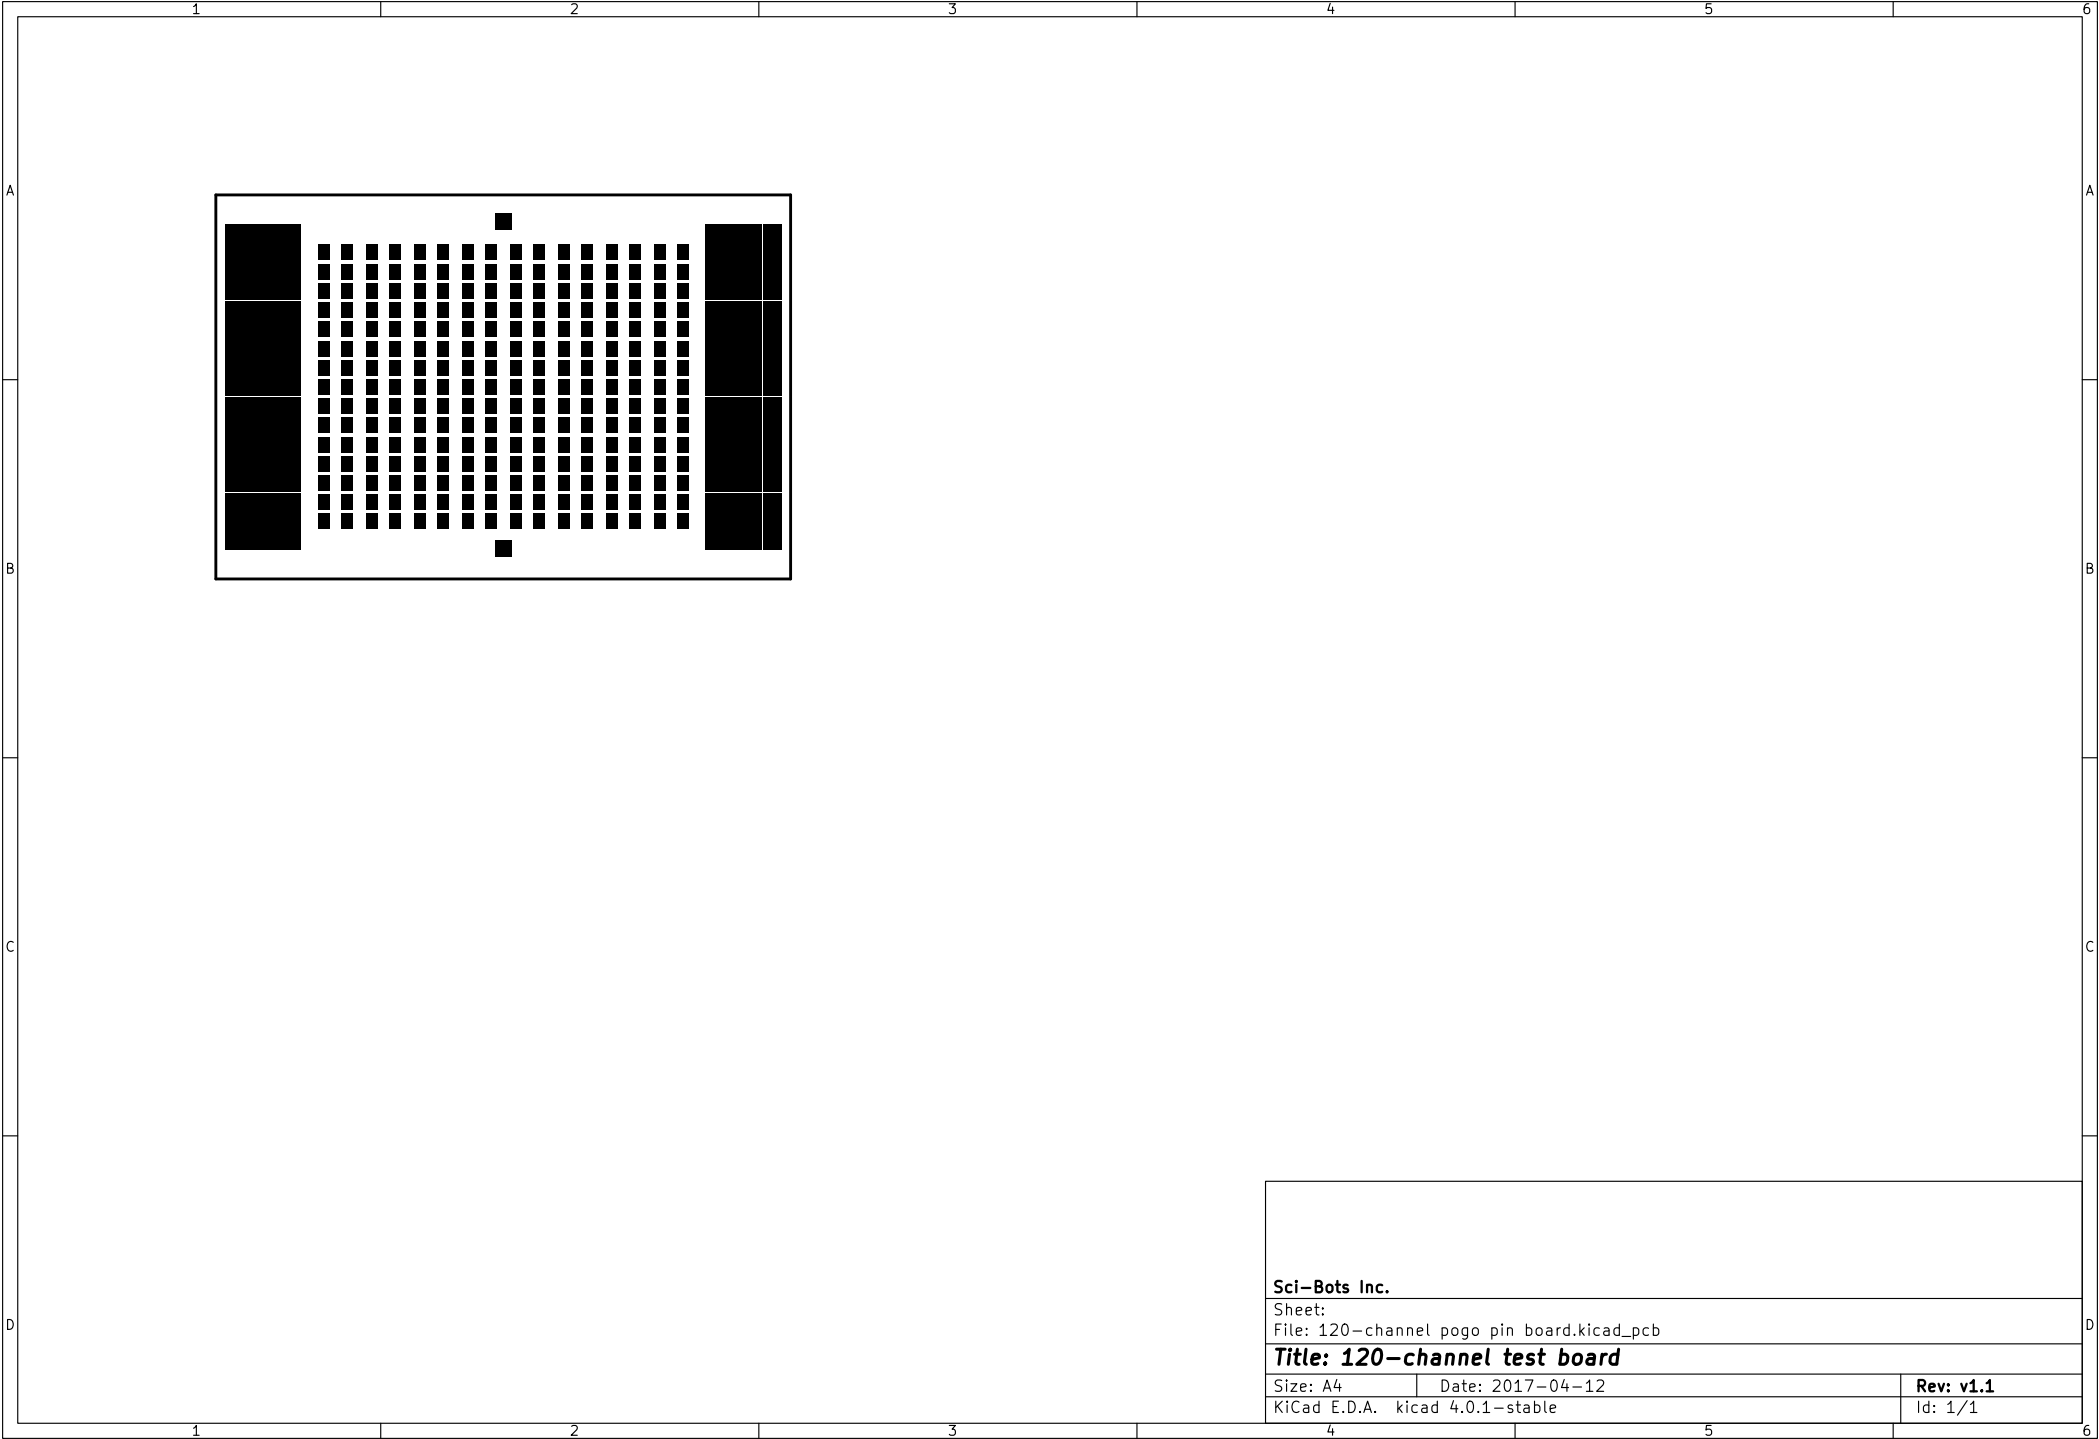 1 2 3 4 5 6
A A
B B
C C
D D
Sci-Bots Inc.
Sheet:
File: 120-channel pogo pin board.kicad_pcb
Title: 120-channel test board
Size: A4 Date: 2017-04-12 Rev: v1.1
KiCad E.D.A. kicad 4.0.1-stable Id: 1/1
1 2 3 4 5 6